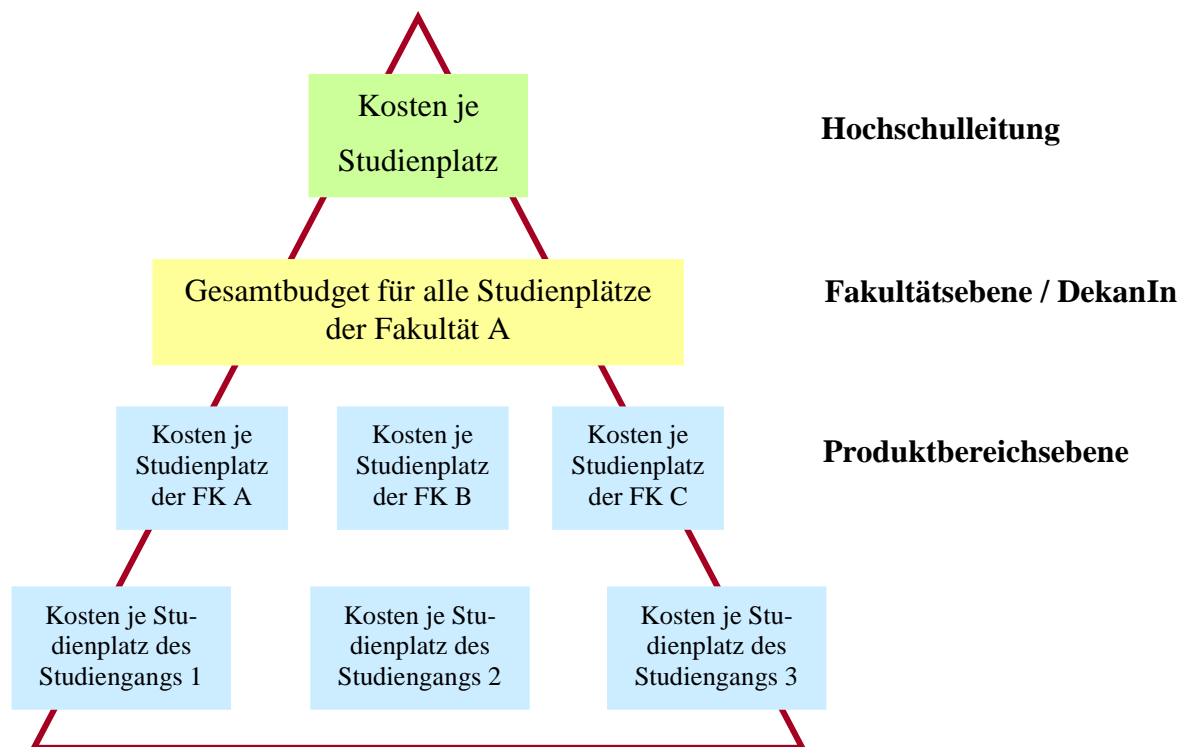 Kosten je
Studienplatz
Hochschulleitung
Gesamtbudget für alle Studienplätze
der Fakultät A
Fakultätsebene / DekanIn
Kosten je
Studienplatz
der FK A
Kosten je
Studienplatz
der FK B
Kosten je
Studienplatz
der FK C
Produktbereichsebene
Kosten je Stu-
dienplatz des
Studiengangs 1
Kosten je Stu-
dienplatz des
Studiengangs 2
Kosten je Stu-
dienplatz des
Studiengangs 3